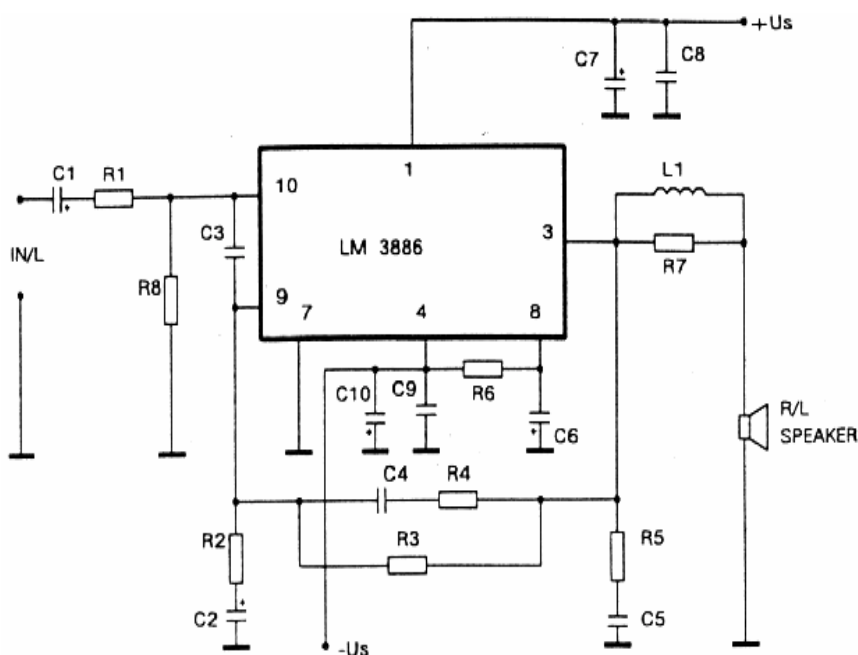 +Us
C7
C8
C1
R1
10
1
L1
C3
LM 3886
3
IN/L
R7
R8
9
7
4
8
C10
C9
R6
C6
R/L
SPEAKER
C4
R4
R2
R3
R5
C2
C5
-Us